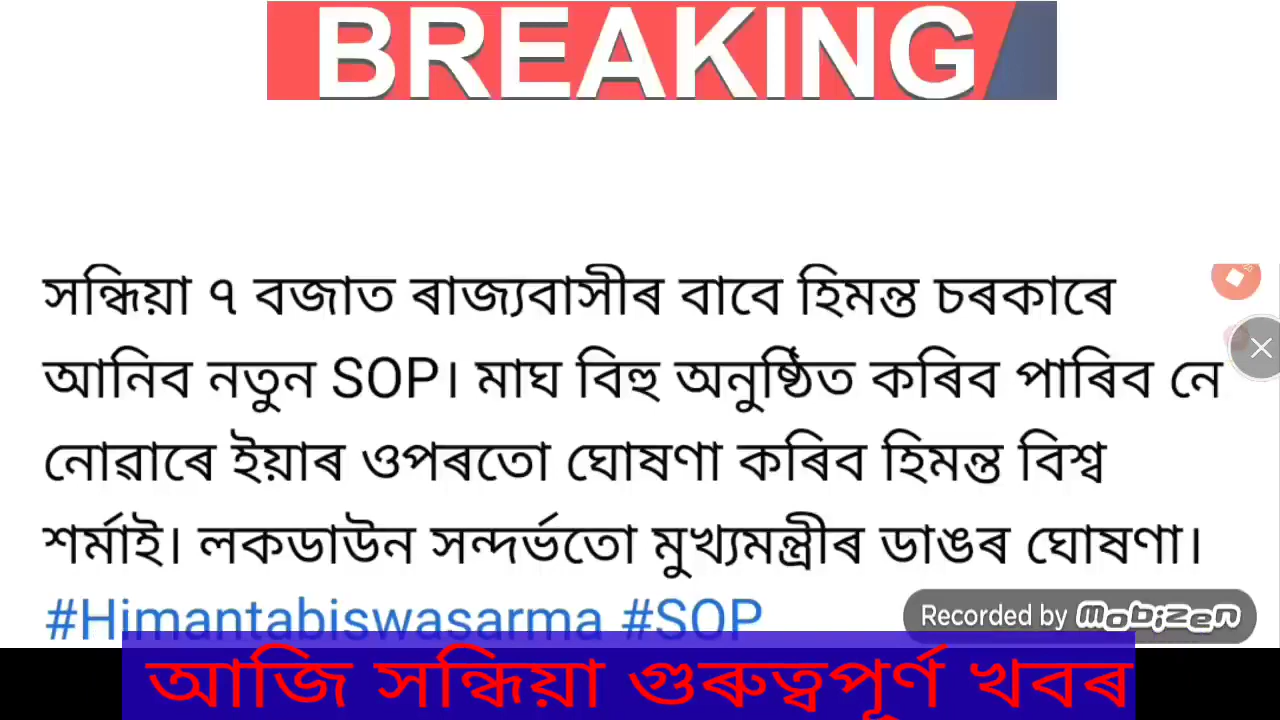 BREAKING
সন্ধিয়া ৭ বজাত ৰাজ্যবাসীৰ বাবে হিমন্ত চৰকাৰে
আনিব নতুন SOP। মাঘ বিহু অনুষ্ঠিত কৰিব পাৰিব নে
নোৱাৰে ইয়াৰ ওপৰতো ঘোষণা কৰিব হিমন্ত বিশ্ব
শৰ্মাই। লকডাউন সন্দৰ্ভতো মুখ্যমন্ত্ৰীৰ ডাঙৰ ঘোষণা।
#Himantabiswasarma #SOP
Recorded by MOBIZEN
আজি সন্ধিয়া গুৰুত্বপূৰ্ণ খবৰ